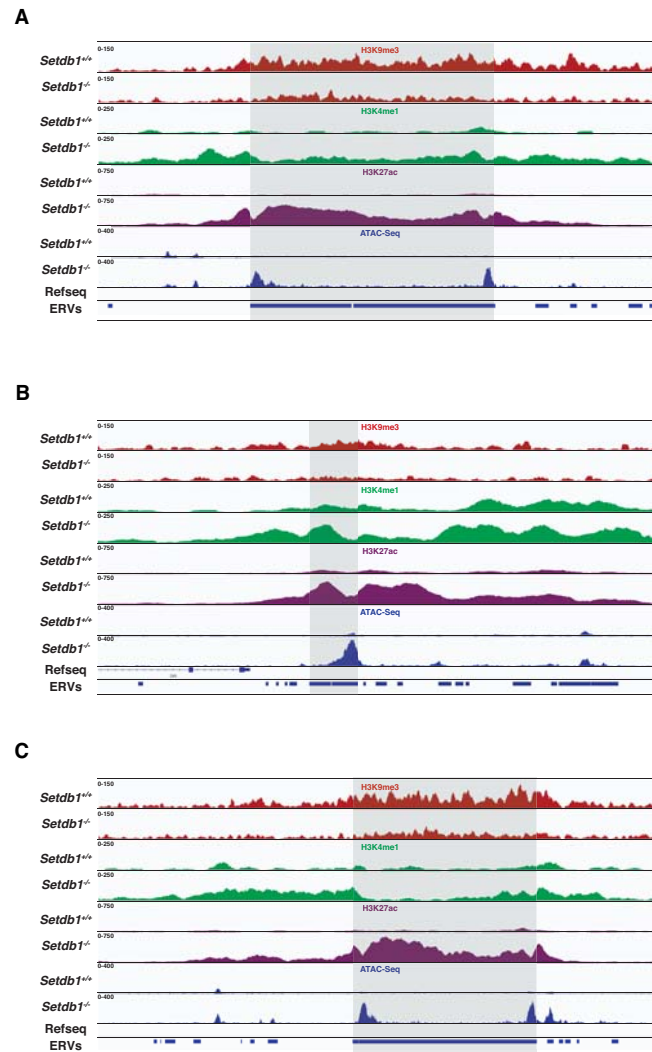 A
0-150
H3K9me3
Setdb1+/+
0-150
Setdb1-/-
H3K4me1
0-250
Setdb1+/+
0-250
Setdb1-/-
H3K27ac
0-750
Setdb1+/+
0-750
Setdb1-/-
ATAC-Seq
0-400
Setdb1+/+
0-400
Setdb1-/-
Refseq
ERVs
B
0-150
H3K9me3
Setdb1+/+
0-150
Setdb1-/-
0-250
H3K4me1
Setdb1+/+
0-250
Setdb1-/-
0-750
H3K27ac
Setdb1+/+
0-750
Setdb1-/-
0-400
ATAC-Seq
Setdb1+/+
0-400
Setdb1-/-
Refseq
ERVs
C
0-150
H3K9me3
Setdb1+/+
0-150
Setdb1-/-
0-250
H3K4me1
Setdb1+/+
0-250
Setdb1-/-
0-750
H3K27ac
Setdb1+/+
0-750
Setdb1-/-
0-400
ATAC-Seq
Setdb1+/+
0-400
Setdb1-/-
Refseq
ERVs